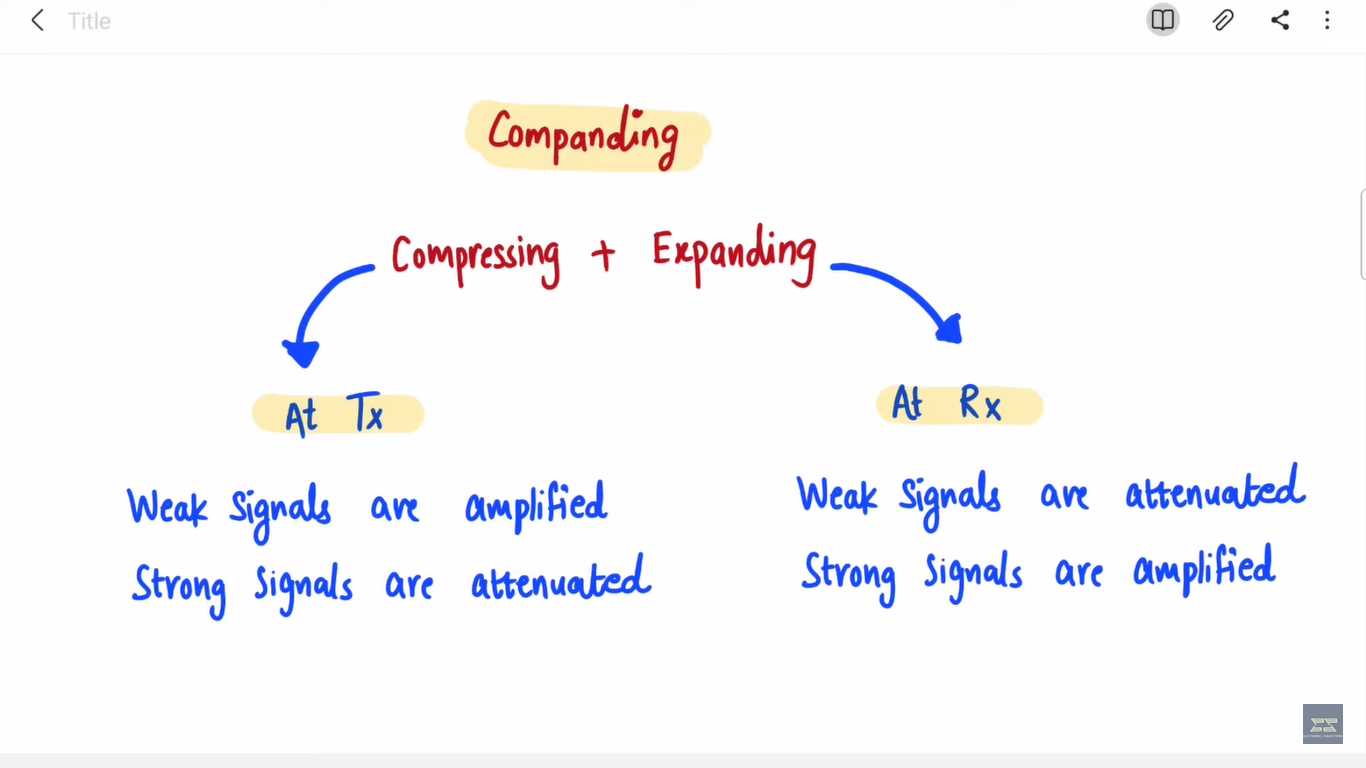 Title
Companding
Compressing + Expanding
At Tx
Weak Signals are amplified
Strong Signals are attenuated
At Rx
Weak Signals are attenuated
Strong Signals are amplified